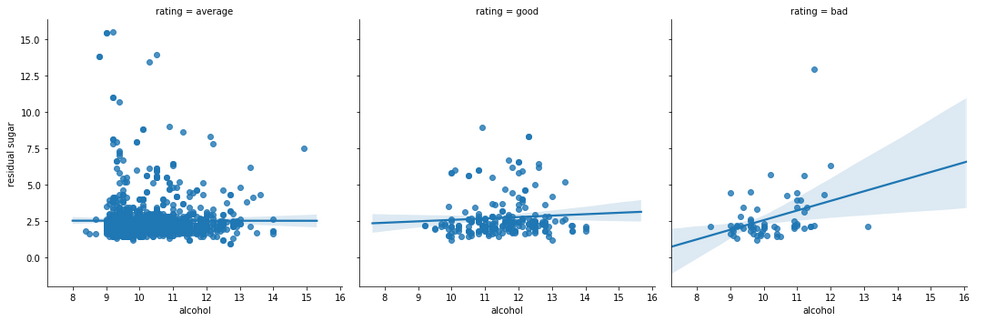 rating = average
rating = good
rating = bad
residual sugar
15.0
12.5
10.0
7.5
5.0
2.5
0.0
8 9 10 11 12 13 14 15 16
8 9 10 11 12 13 14 15 16
8 9 10 11 12 13 14 15 16
alcohol
alcohol
alcohol